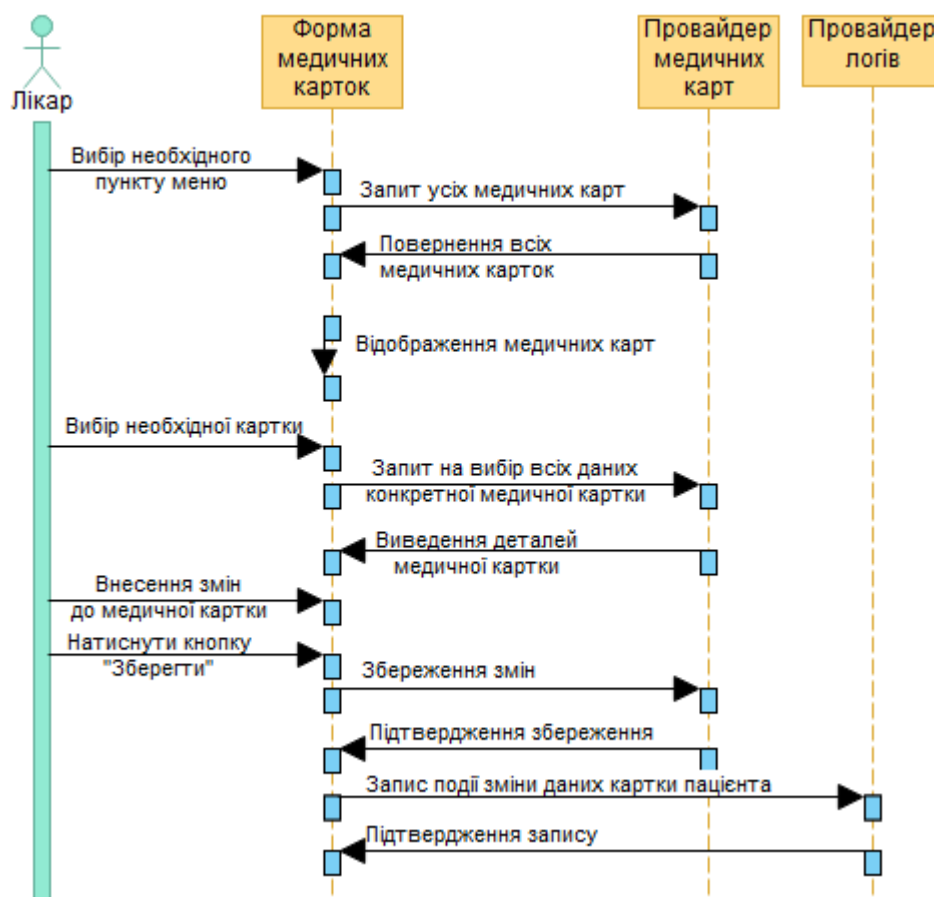 Лікар
Форма
медичних
карток
Провайдер
медичних
карт
Провайдер
логів
Вибір необхідного
пункту меню
Запит усіх медичних карт
Повернення всіх
медичних карток
Відображення медичних карт
Вибір необхідної картки
Запит на вибір всіх даних
конкретної медичної картки
Виведення деталей
медичної картки
Внесення змін
до медичної картки
Натиснути кнопку
"Зберегти"
Збереження змін
Підтвердження збереження
Запис події зміни даних картки пацієнта
Підтвердження запису